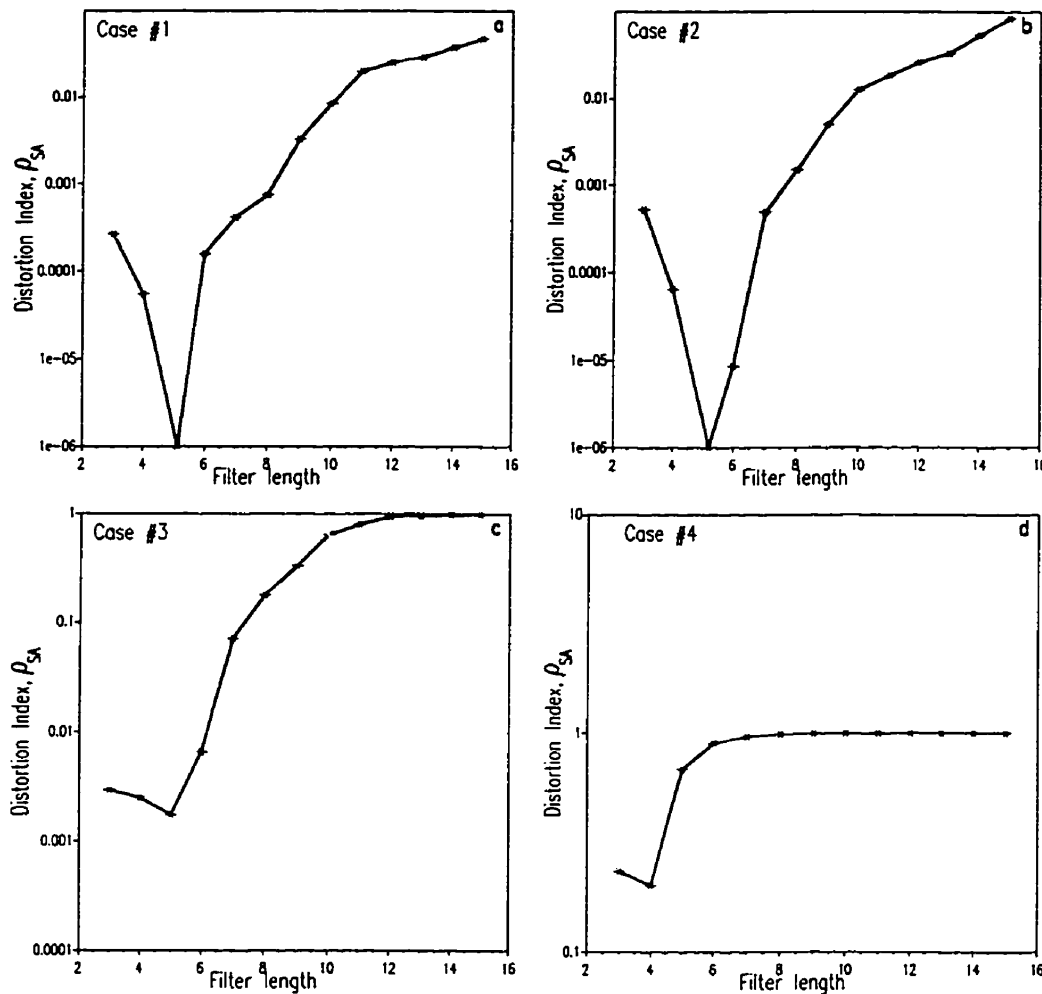 Case #1
a
0.01
0.001
0.0001
1e-05
1e-06
2 4 6 8 10 12 14 16
Filter length
Distortion Index, ρSA
Case #2
b
0.01
0.001
0.0001
1e-05
1e-06
2 4 6 8 10 12 14 16
Filter length
Distortion Index, ρSA
Case #3
c
1
0.1
0.01
0.001
0.0001
2 4 6 8 10 12 14 16
Filter length
Distortion Index, ρSA
Case #4
d
10
1
0.1
2 4 6 8 10 12 14 16
Filter length
Distortion Index, ρSA